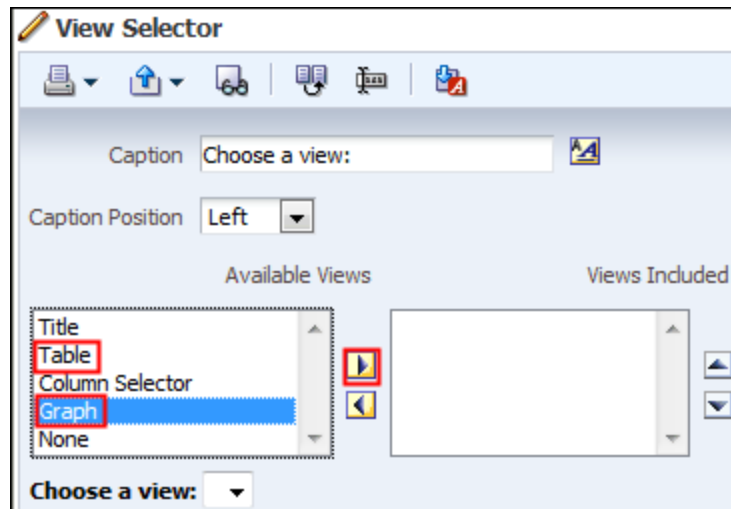 View Selector
Caption Choose a view:
Caption Position Left
Available Views Views Included
Title
Table
Column Selector
Graph
None
Choose a view: